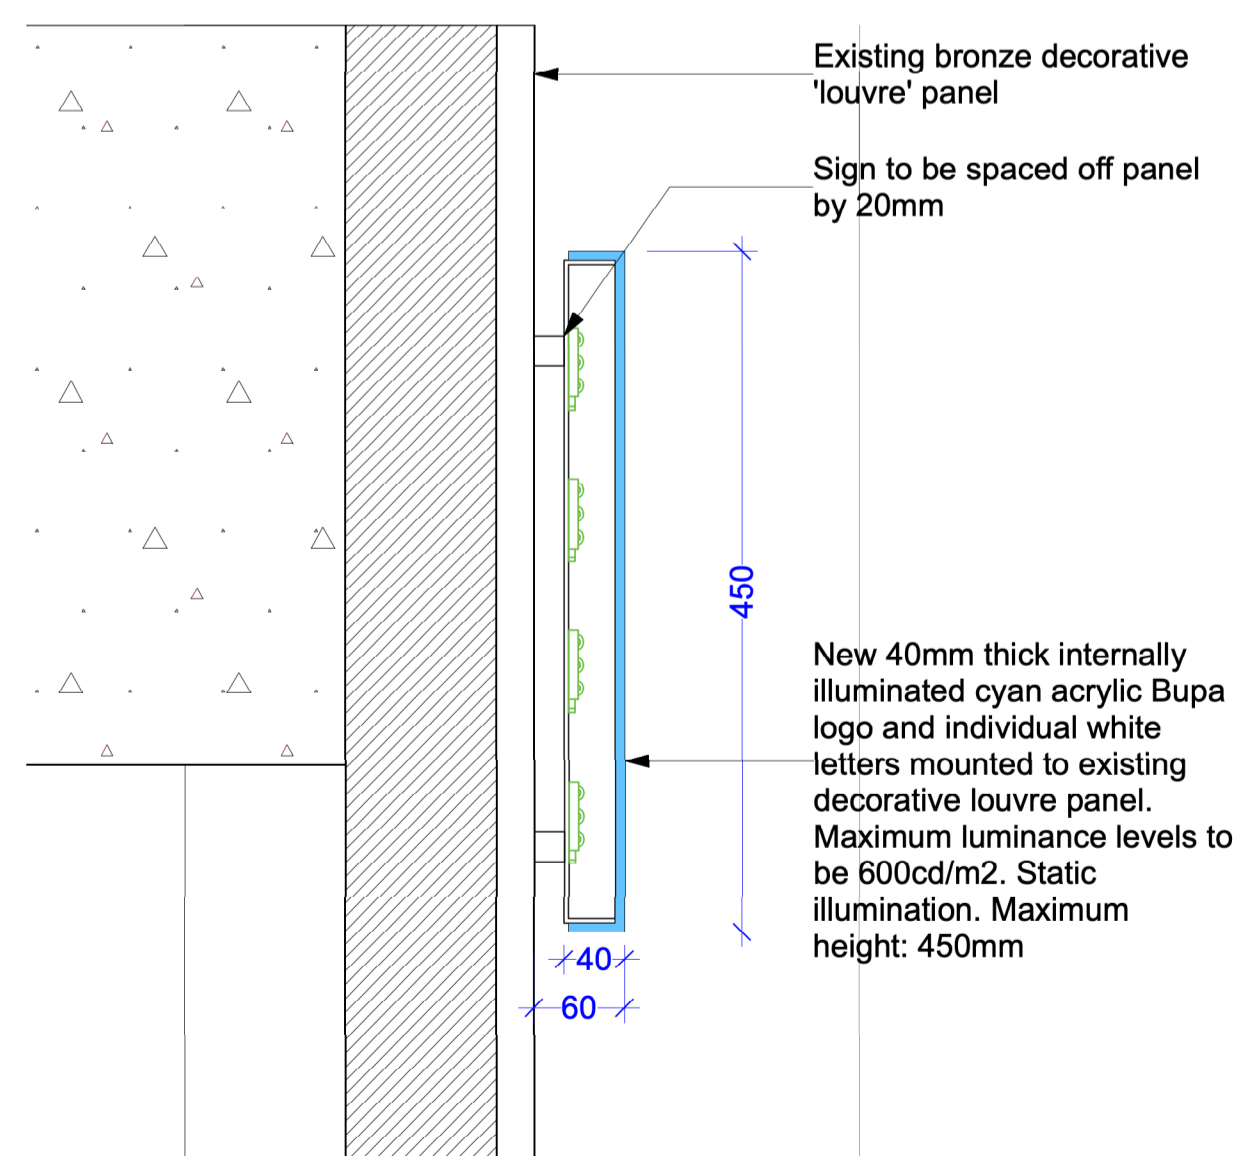 Existing bronze decorative
'louvre' panel
Sign to be spaced off panel
by 20mm
450
New 40mm thick internally
illuminated cyan acrylic Bupa
logo and individual white
letters mounted to existing
decorative louvre panel.
Maximum luminance levels to
be 600cd/m2. Static
illumination. Maximum
height: 450mm
40
60